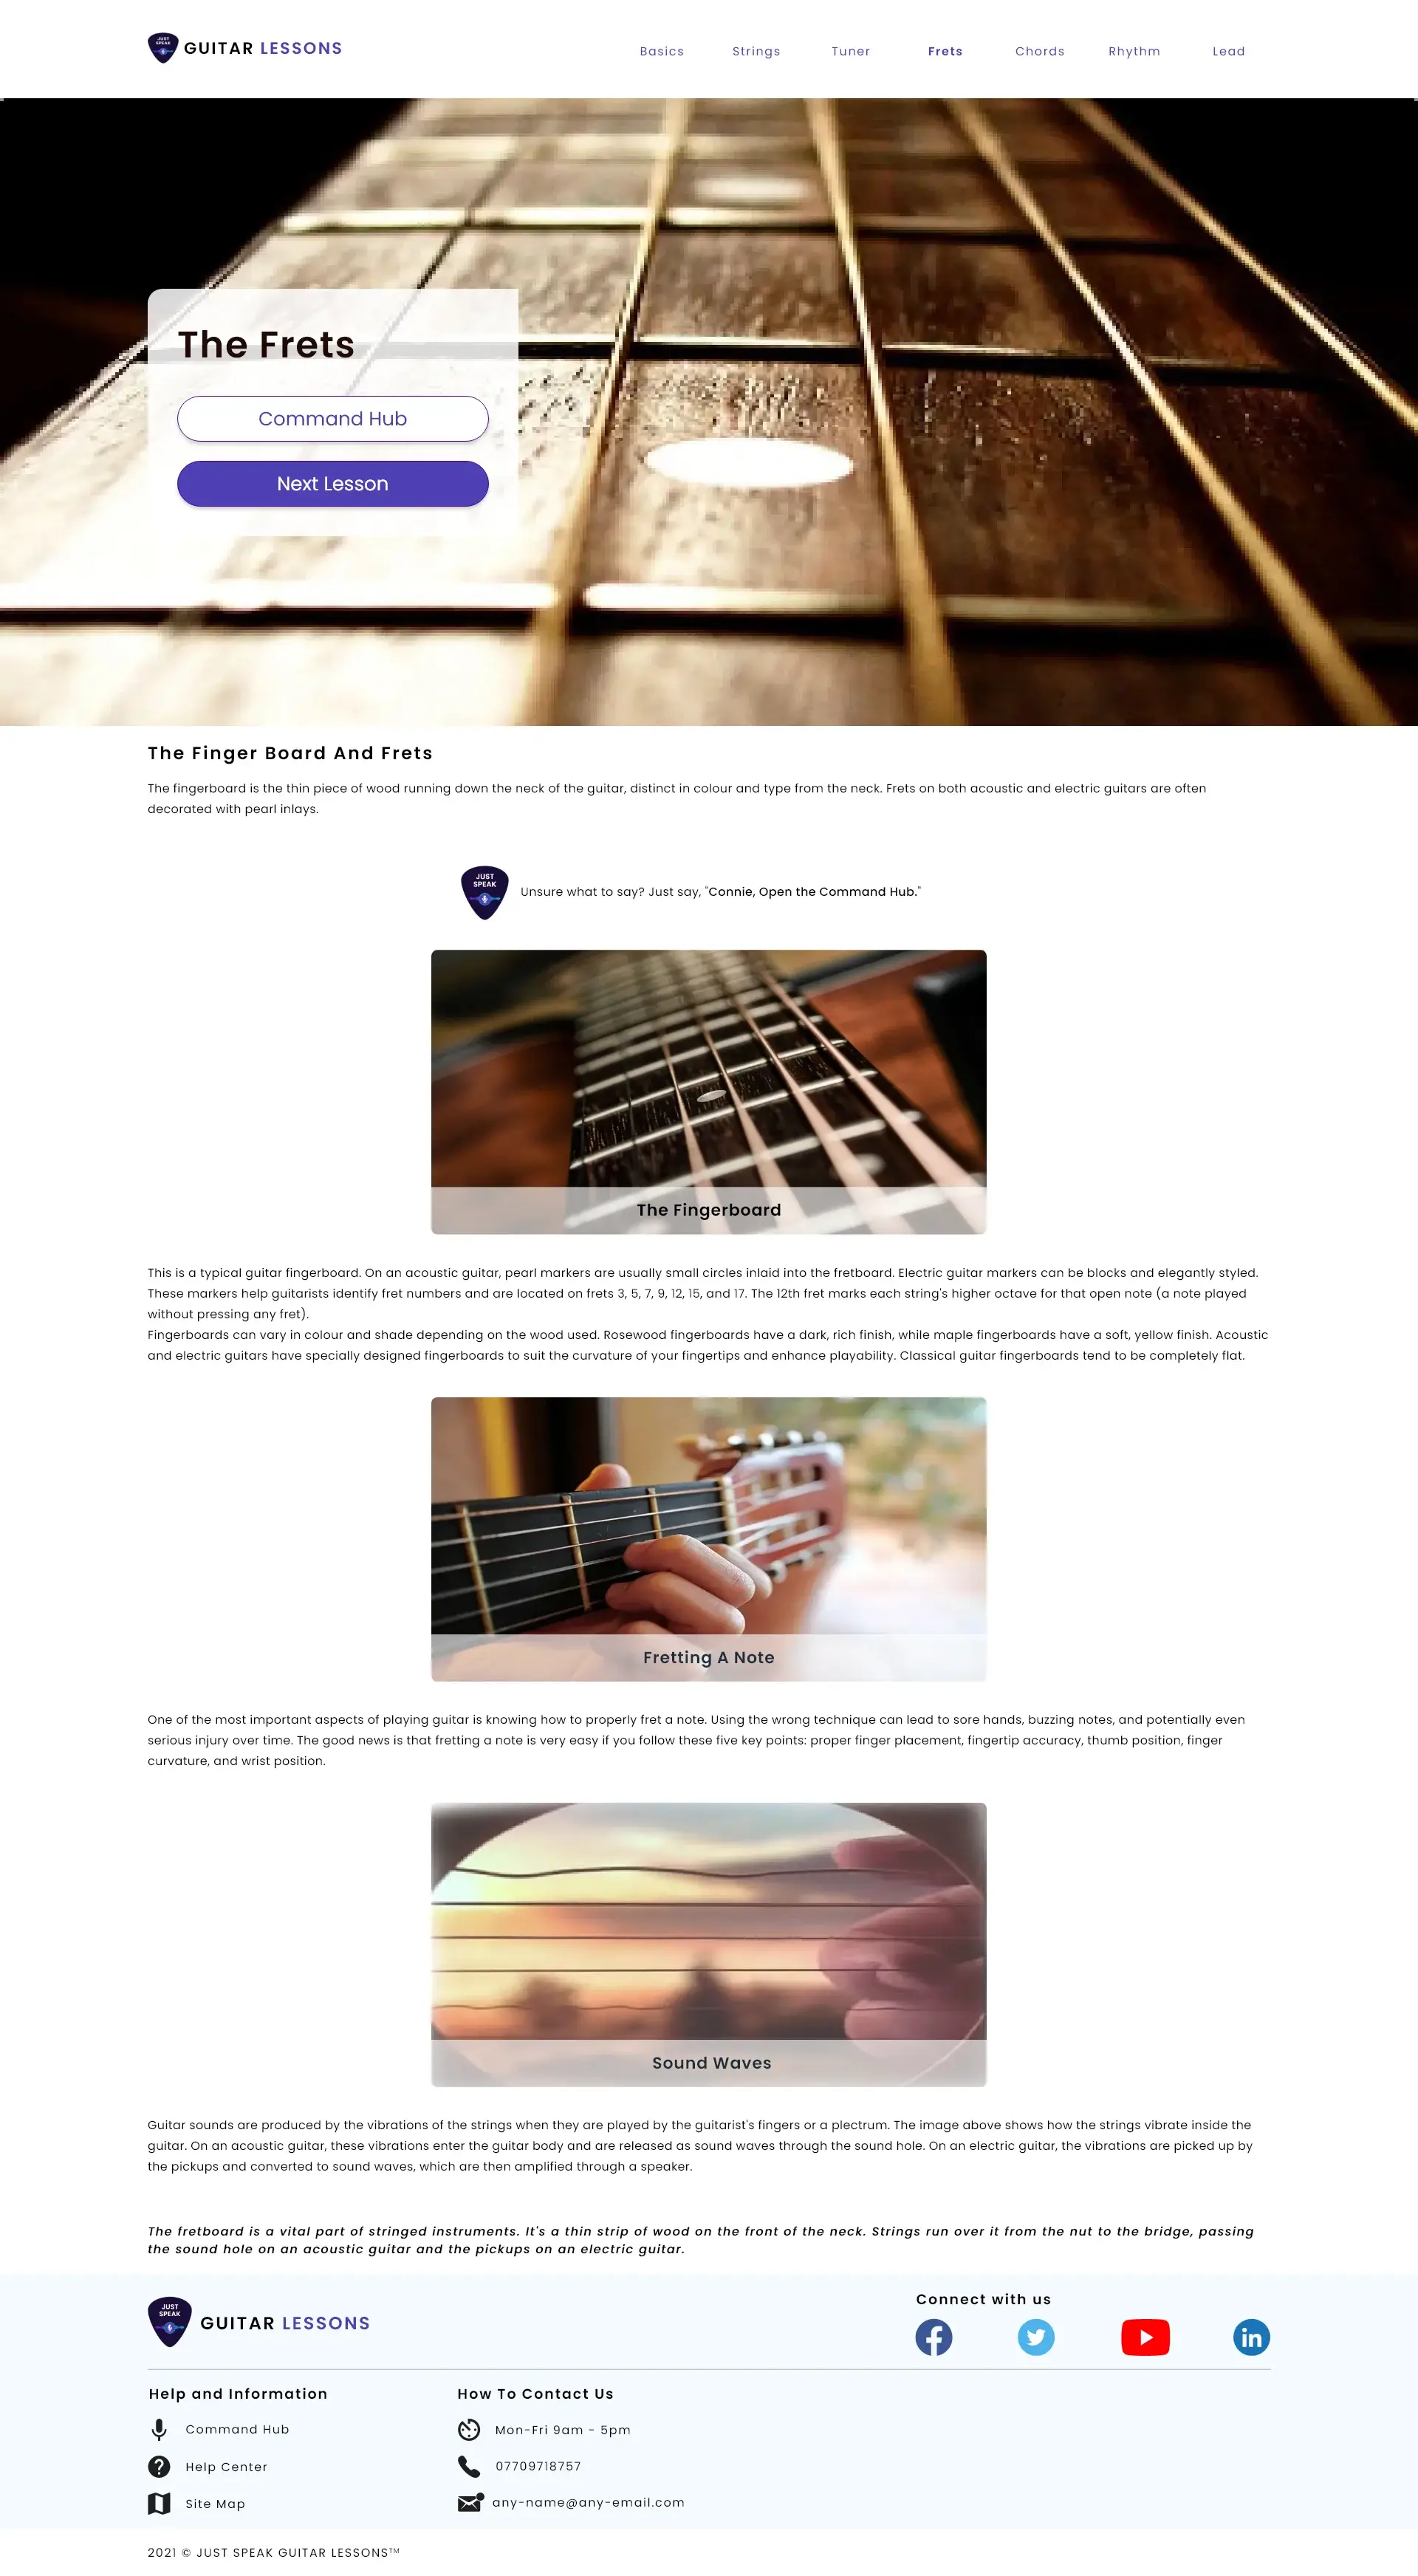 JUST
SPEAK
GUITAR LESSONS
Basics Strings Tuner Frets Chords Rhythm Lead
The Frets
Command Hub
Next Lesson
The Finger Board And Frets
The fingerboard is the thin piece of wood running down the neck of the guitar, distinct in colour and type from the neck. Frets on both acoustic and electric guitars are often
decorated with pearl inlays.
JUST
SPEAK
Unsure what to say? Just say, "Connie, Open the Command Hub."
The Fingerboard
This is a typical guitar fingerboard. On an acoustic guitar, pearl markers are usually small circles inlaid into the fretboard. Electric guitar markers can be blocks and elegantly styled.
These markers help guitarists identify fret numbers and are located on frets 3, 5, 7, 9, 12, 15, and 17. The 12th fret marks each string's higher octave for that open note (a note played
without pressing any fret).
Fingerboards can vary in colour and shade depending on the wood used. Rosewood fingerboards have a dark, rich finish, while maple fingerboards have a soft, yellow finish. Acoustic
and electric guitars have specially designed fingerboards to suit the curvature of your fingertips and enhance playability. Classical guitar fingerboards tend to be completely flat.
Fretting A Note
One of the most important aspects of playing guitar is knowing how to properly fret a note. Using the wrong technique can lead to sore hands, buzzing notes, and potentially even
serious injury over time. The good news is that fretting a note is very easy if you follow these five key points: proper finger placement, fingertip accuracy, thumb position, finger
curvature, and wrist position.
Sound Waves
Guitar sounds are produced by the vibrations of the strings when they are played by the guitarist's fingers or a plectrum. The image above shows how the strings vibrate inside the
guitar. On an acoustic guitar, these vibrations enter the guitar body and are released as sound waves through the sound hole. On an electric guitar, the vibrations are picked up by
the pickups and converted to sound waves, which are then amplified through a speaker.
The fretboard is a vital part of stringed instruments. It's a thin strip of wood on the front of the neck. Strings run over it from the nut to the bridge, passing
the sound hole on an acoustic guitar and the pickups on an electric guitar.
JUST
SPEAK
GUITAR LESSONS
Connect with us
Help and Information
Command Hub
Help Center
Site Map
How To Contact Us
Mon-Fri 9am - 5pm
07709718757
any-name@any-email.com
2021 © JUST SPEAK GUITAR LESSONS™